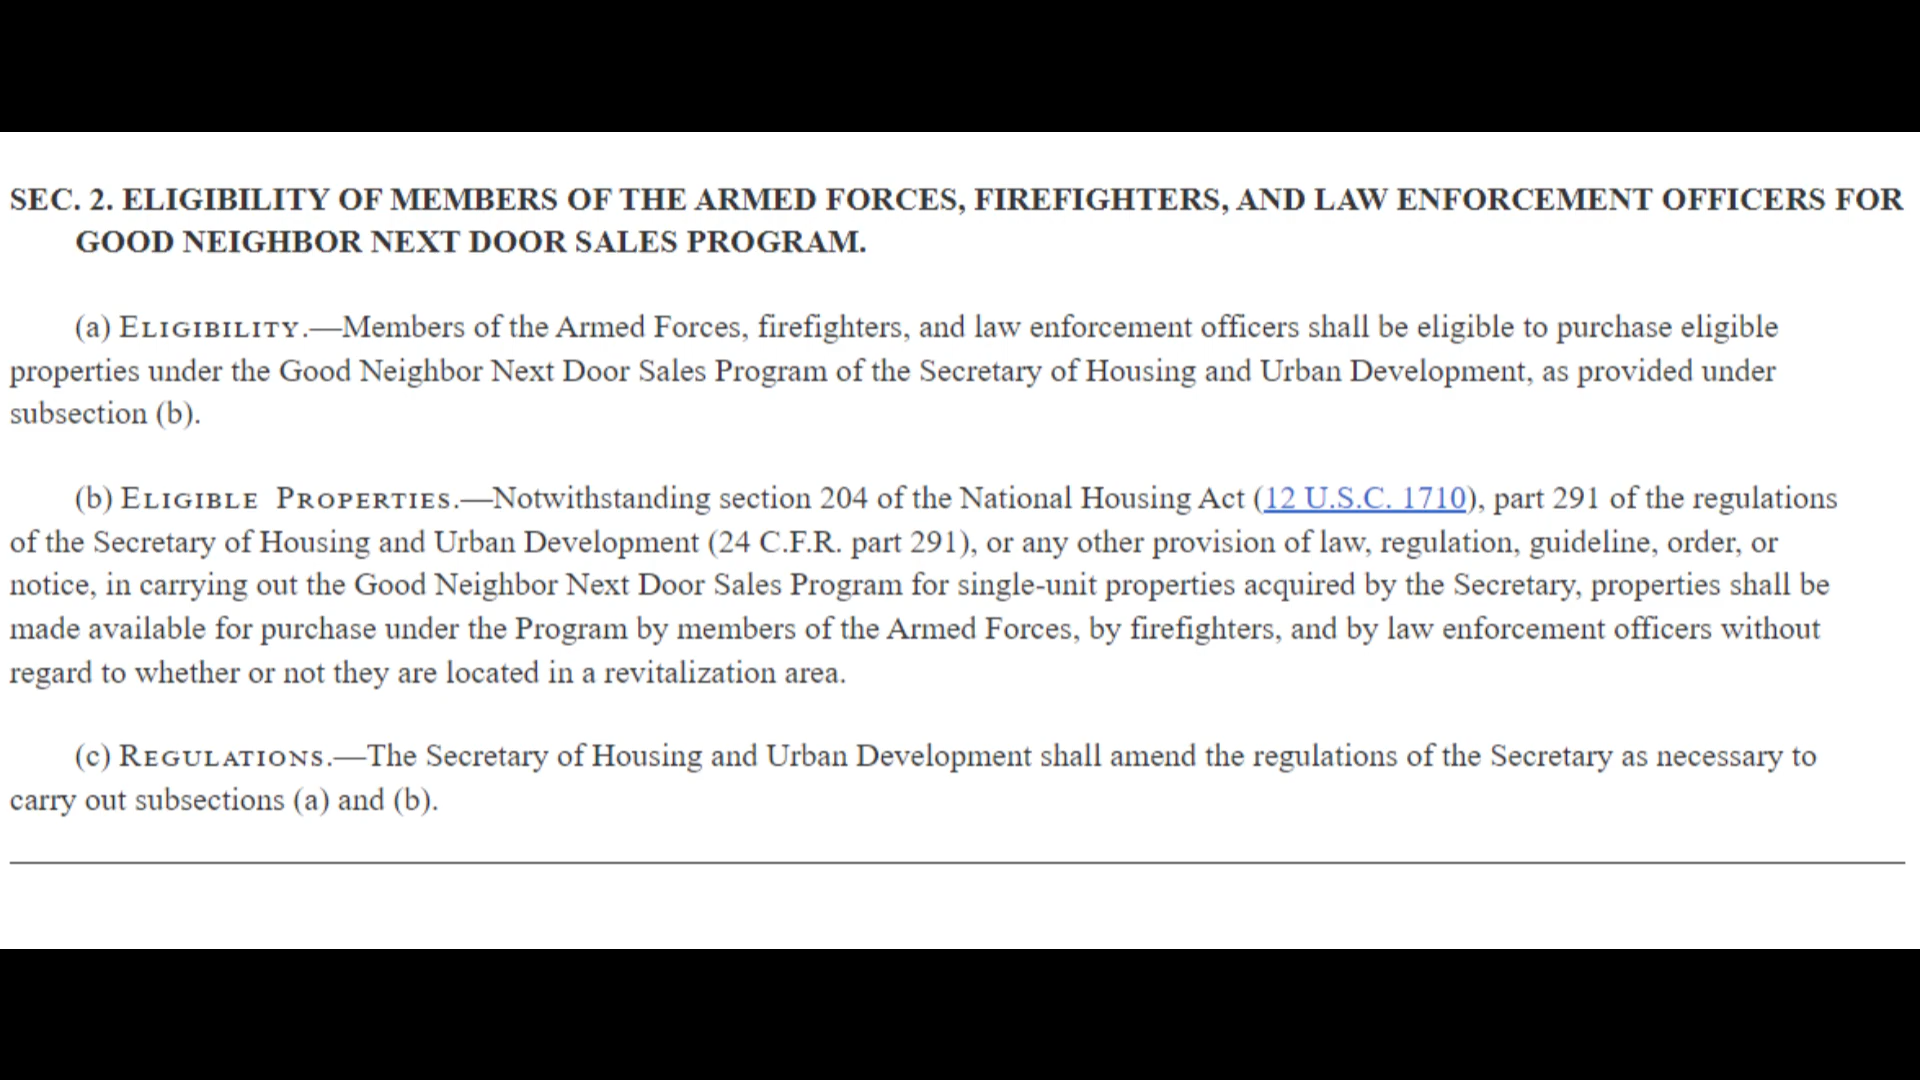 SEC. 2. ELIGIBILITY OF MEMBERS OF THE ARMED FORCES, FIREFIGHTERS, AND LAW ENFORCEMENT OFFICERS FOR
GOOD NEIGHBOR NEXT DOOR SALES PROGRAM.
(a) ELIGIBILITY.—Members of the Armed Forces, firefighters, and law enforcement officers shall be eligible to purchase eligible
properties under the Good Neighbor Next Door Sales Program of the Secretary of Housing and Urban Development, as provided under
subsection (b).
(b) ELIGIBLE PROPERTIES.—Notwithstanding section 204 of the National Housing Act (12 U.S.C. 1710), part 291 of the regulations
of the Secretary of Housing and Urban Development (24 C.F.R. part 291), or any other provision of law, regulation, guideline, order, or
notice, in carrying out the Good Neighbor Next Door Sales Program for single-unit properties acquired by the Secretary, properties shall be
made available for purchase under the Program by members of the Armed Forces, by firefighters, and by law enforcement officers without
regard to whether or not they are located in a revitalization area.
(c) REGULATIONS.—The Secretary of Housing and Urban Development shall amend the regulations of the Secretary as necessary to
carry out subsections (a) and (b).